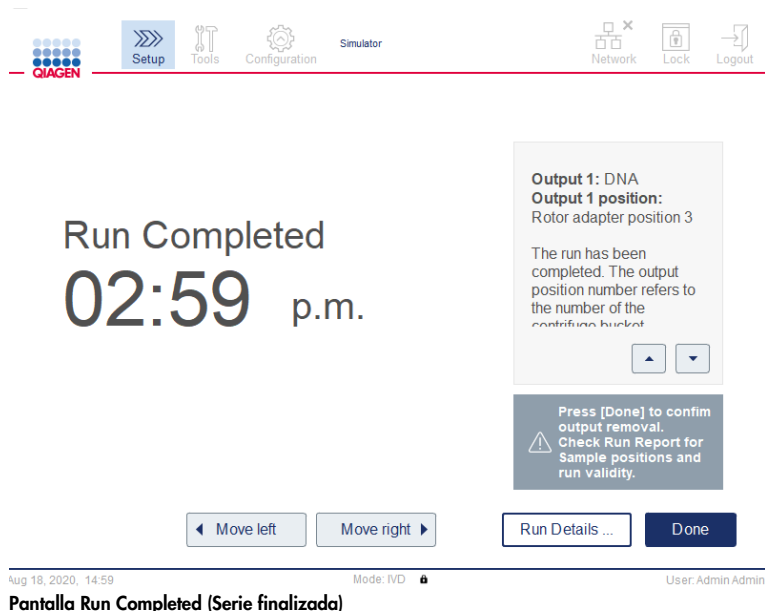 QIAGEN
Setup
Tools
Configuration
Simulator
Network
Lock
Logout
Run Completed
02:59 p.m.
Output 1: DNA
Output 1 position:
Rotor adapter position 3
The run has been
completed. The output
position number refers to
the number of the
centrifuge bucket
Press [Done] to confim
output removal.
Check Run Report for
Sample positions and
run validity.
Move left
Move right
Run Details ...
Done
Aug 18, 2020, 14:59
Mode: IVD
User: Admin Admin
Pantalla Run Completed (Serie finalizada)